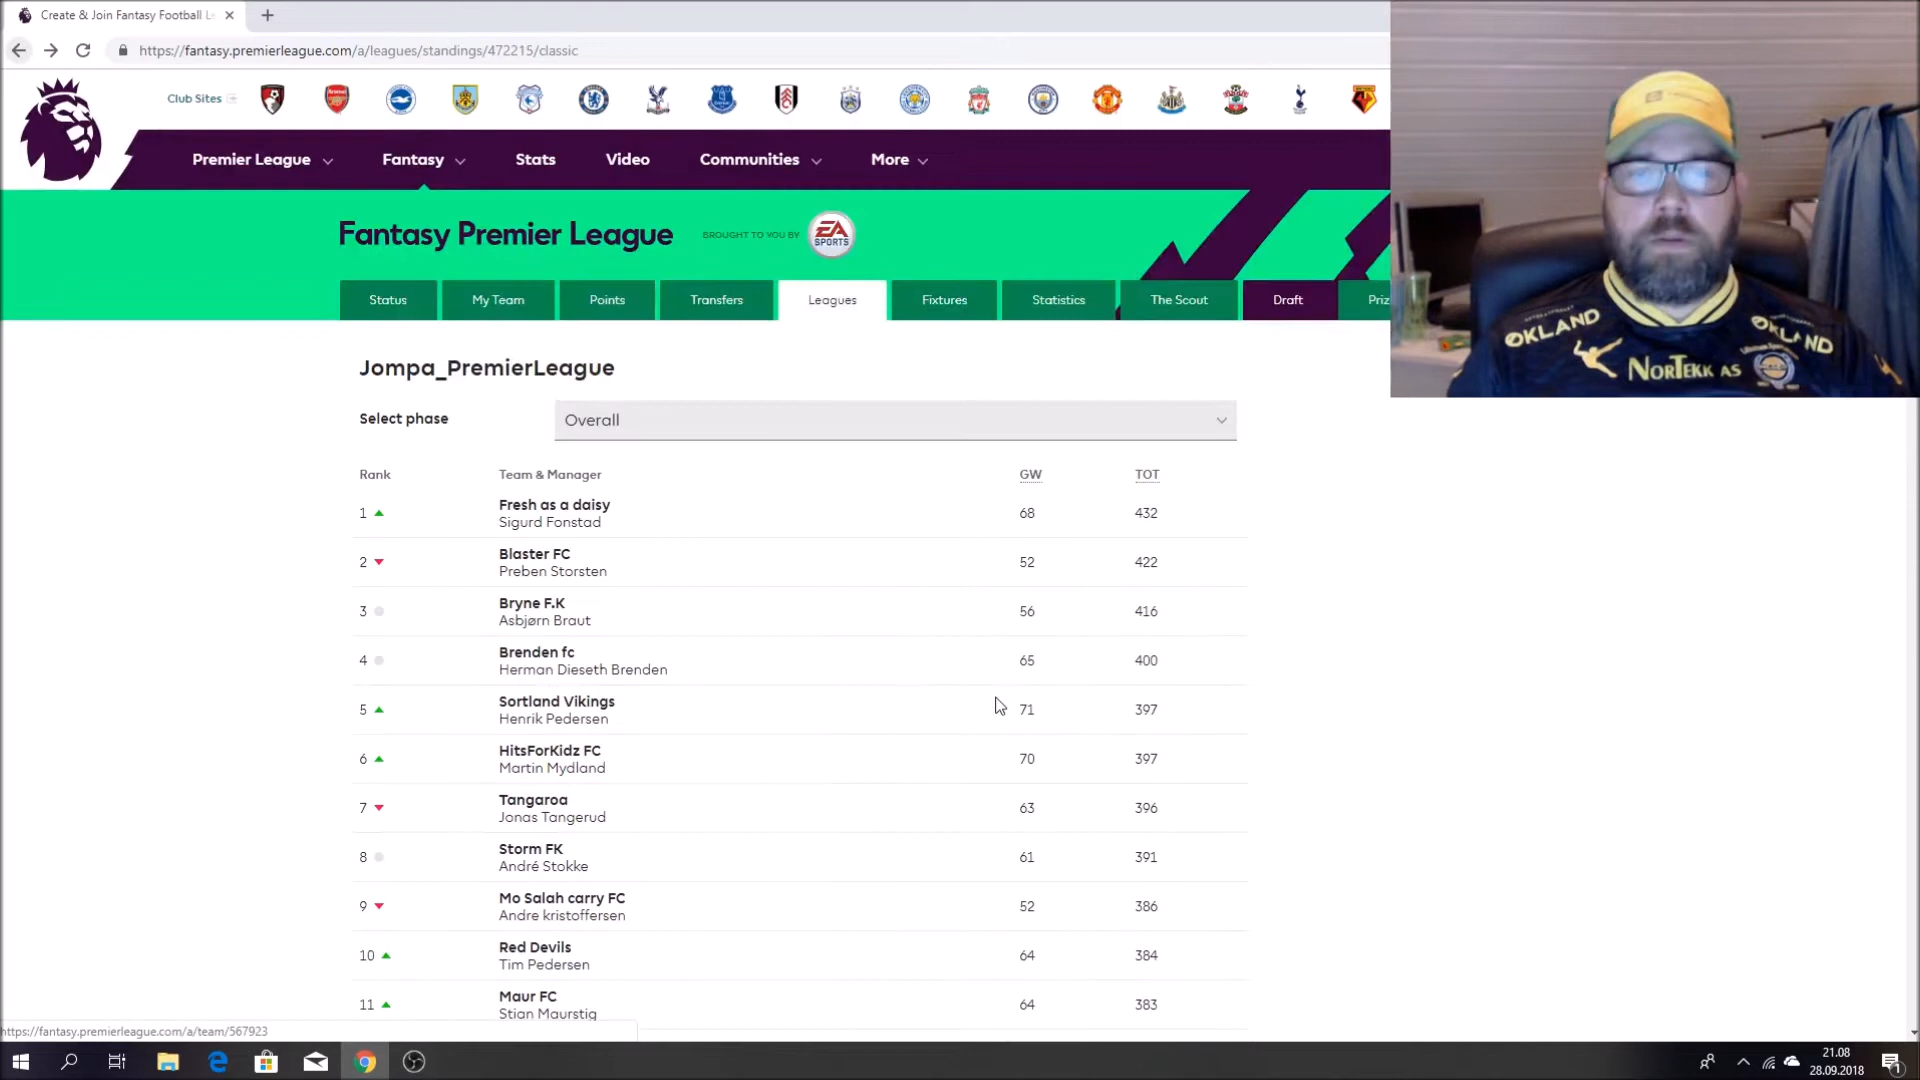 Create & Join Fantasy Football L
https://fantasy.premierleague.com/a/leagues/standings/472215/classic
Club Sites
Premier League
Fantasy
Stats
Video
Communities
More
Fantasy Premier League
BROUGHT TO YOU BY
EA SPORTS
Status
My Team
Points
Transfers
Leagues
Fixtures
Statistics
The Scout
Draft
Priz
ØKLAND
ØKLAND
NORTEKK AS
Jompa_PremierLeague
Select phase
Overall
Rank Team & Manager GW TOT
1 Fresh as a daisy 68 432
Sigurd Fonstad
2 Blaster FC 52 422
Preben Storsten
3 Bryne F.K 56 416
Asbjørn Braut
4 Brenden fc 65 400
Herman Dieseth Brenden
5 Sortland Vikings 71 397
Henrik Pedersen
6 HitsForKidz FC 70 397
Martin Mydland
7 Tangaroa 63 396
Jonas Tangerud
8 Storm FK 61 391
André Stokke
9 Mo Salah carry FC 52 386
Andre kristoffersen
10 Red Devils 64 384
Tim Pedersen
11 Maur FC 64 383
Stian Maurstig
https://fantasy.premierleague.com/a/team/567923
21.08
28.09.2018
1